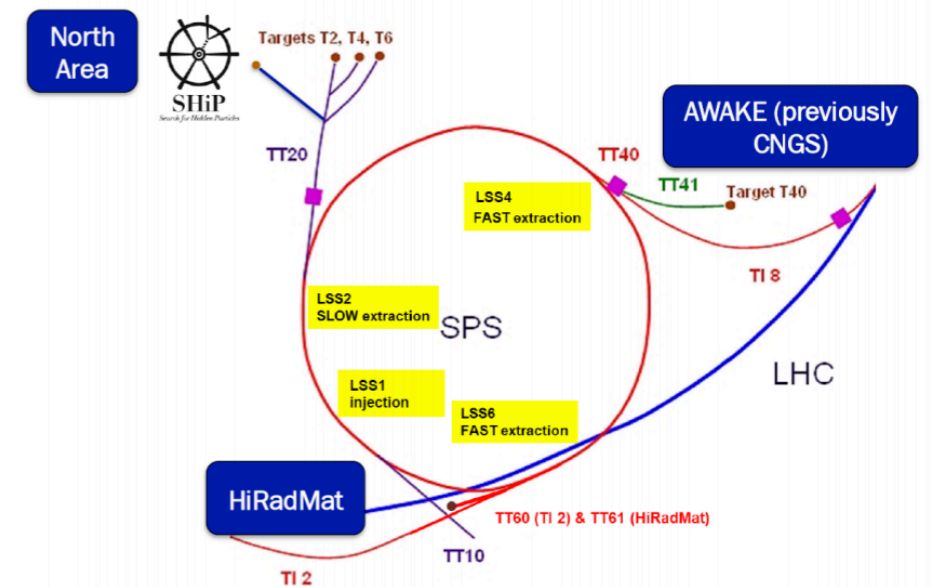 North
Area
SHiP
Search for Hidden Particles
Targets T2, T4, T6
AWAKE (previously
CNGS)
TT20
TT40
TT41
Target T40
LSS4
FAST extraction
TI 8
LSS2
SLOW extraction
SPS
LHC
LSS1
injection
LSS6
FAST extraction
HiRadMat
TT60 (TI 2) & TT61 (HiRadMat)
TT10
TI 2